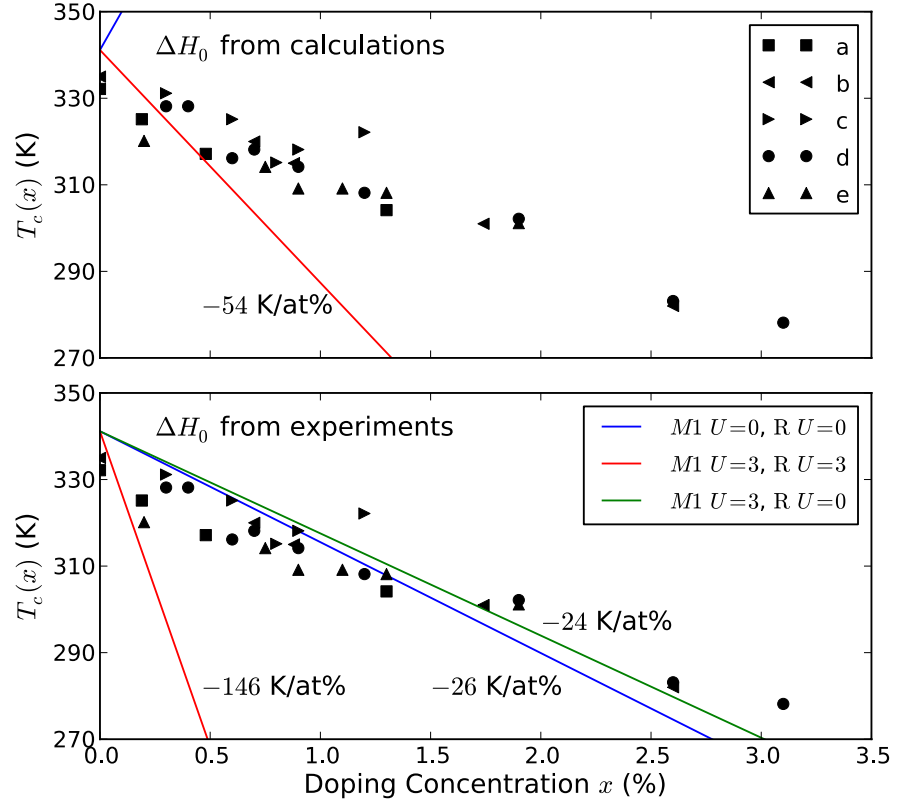 350
330
310
290
270
T_c(x) (K)
ΔH_0 from calculations
−54 K/at%
a
b
c
d
e
350
330
310
290
270
T_c(x) (K)
ΔH_0 from experiments
M1 U=0, R U=0
M1 U=3, R U=3
M1 U=3, R U=0
−24 K/at%
−146 K/at%
−26 K/at%
0.0 0.5 1.0 1.5 2.0 2.5 3.0 3.5
Doping Concentration x (%)